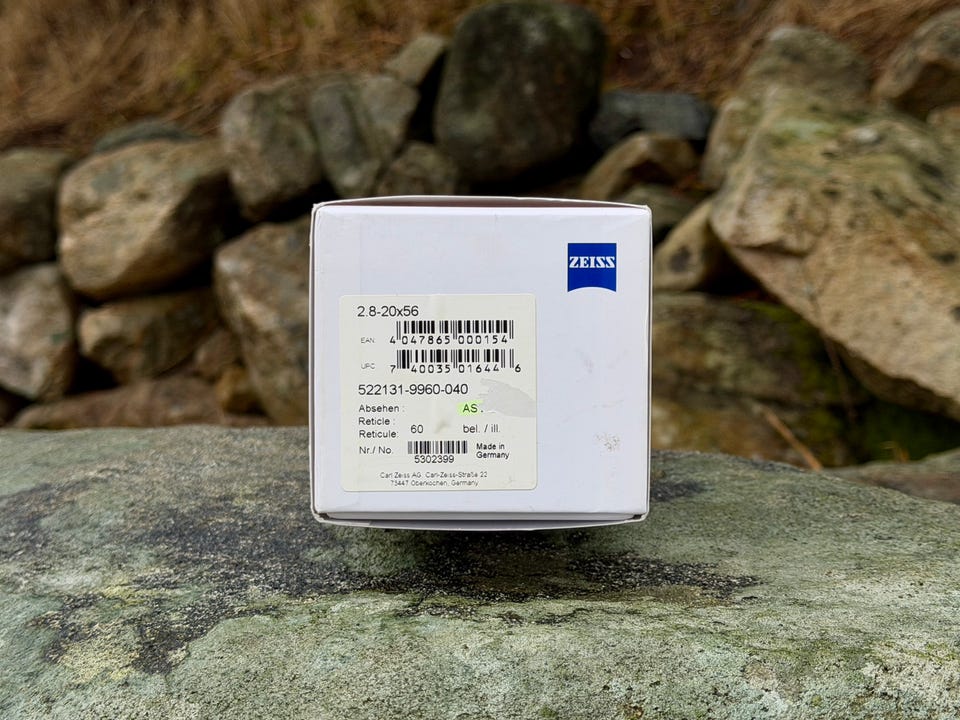 ZEISS
2.8-20x56
EAN:
4 047865 000154
UPC:
7 40035 01644 6
522131-9960-040
Absehen : AS
Reticle :
Reticule: 60 bel. / ill.
Nr./ No. 5302399
Made in
Germany
Carl Zeiss AG, Carl-Zeiss-Straße 22
73447 Oberkochen, Germany